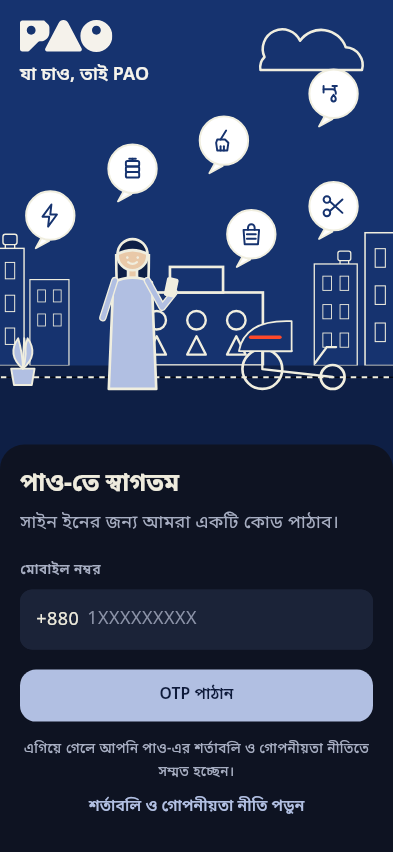 PAO
যা চাও, তাই PAO
পাও-তে স্বাগতম
সাইন ইনের জন্য আমরা একটি কোড পাঠাব।
মোবাইল নম্বর
+880 1XXXXXXXXX
OTP পাঠান
এগিয়ে গেলে আপনি পাও-এর শর্তাবলি ও গোপনীয়তা নীতিতে
সম্মত হচ্ছেন।
শর্তাবলি ও গোপনীয়তা নীতি পড়ুন